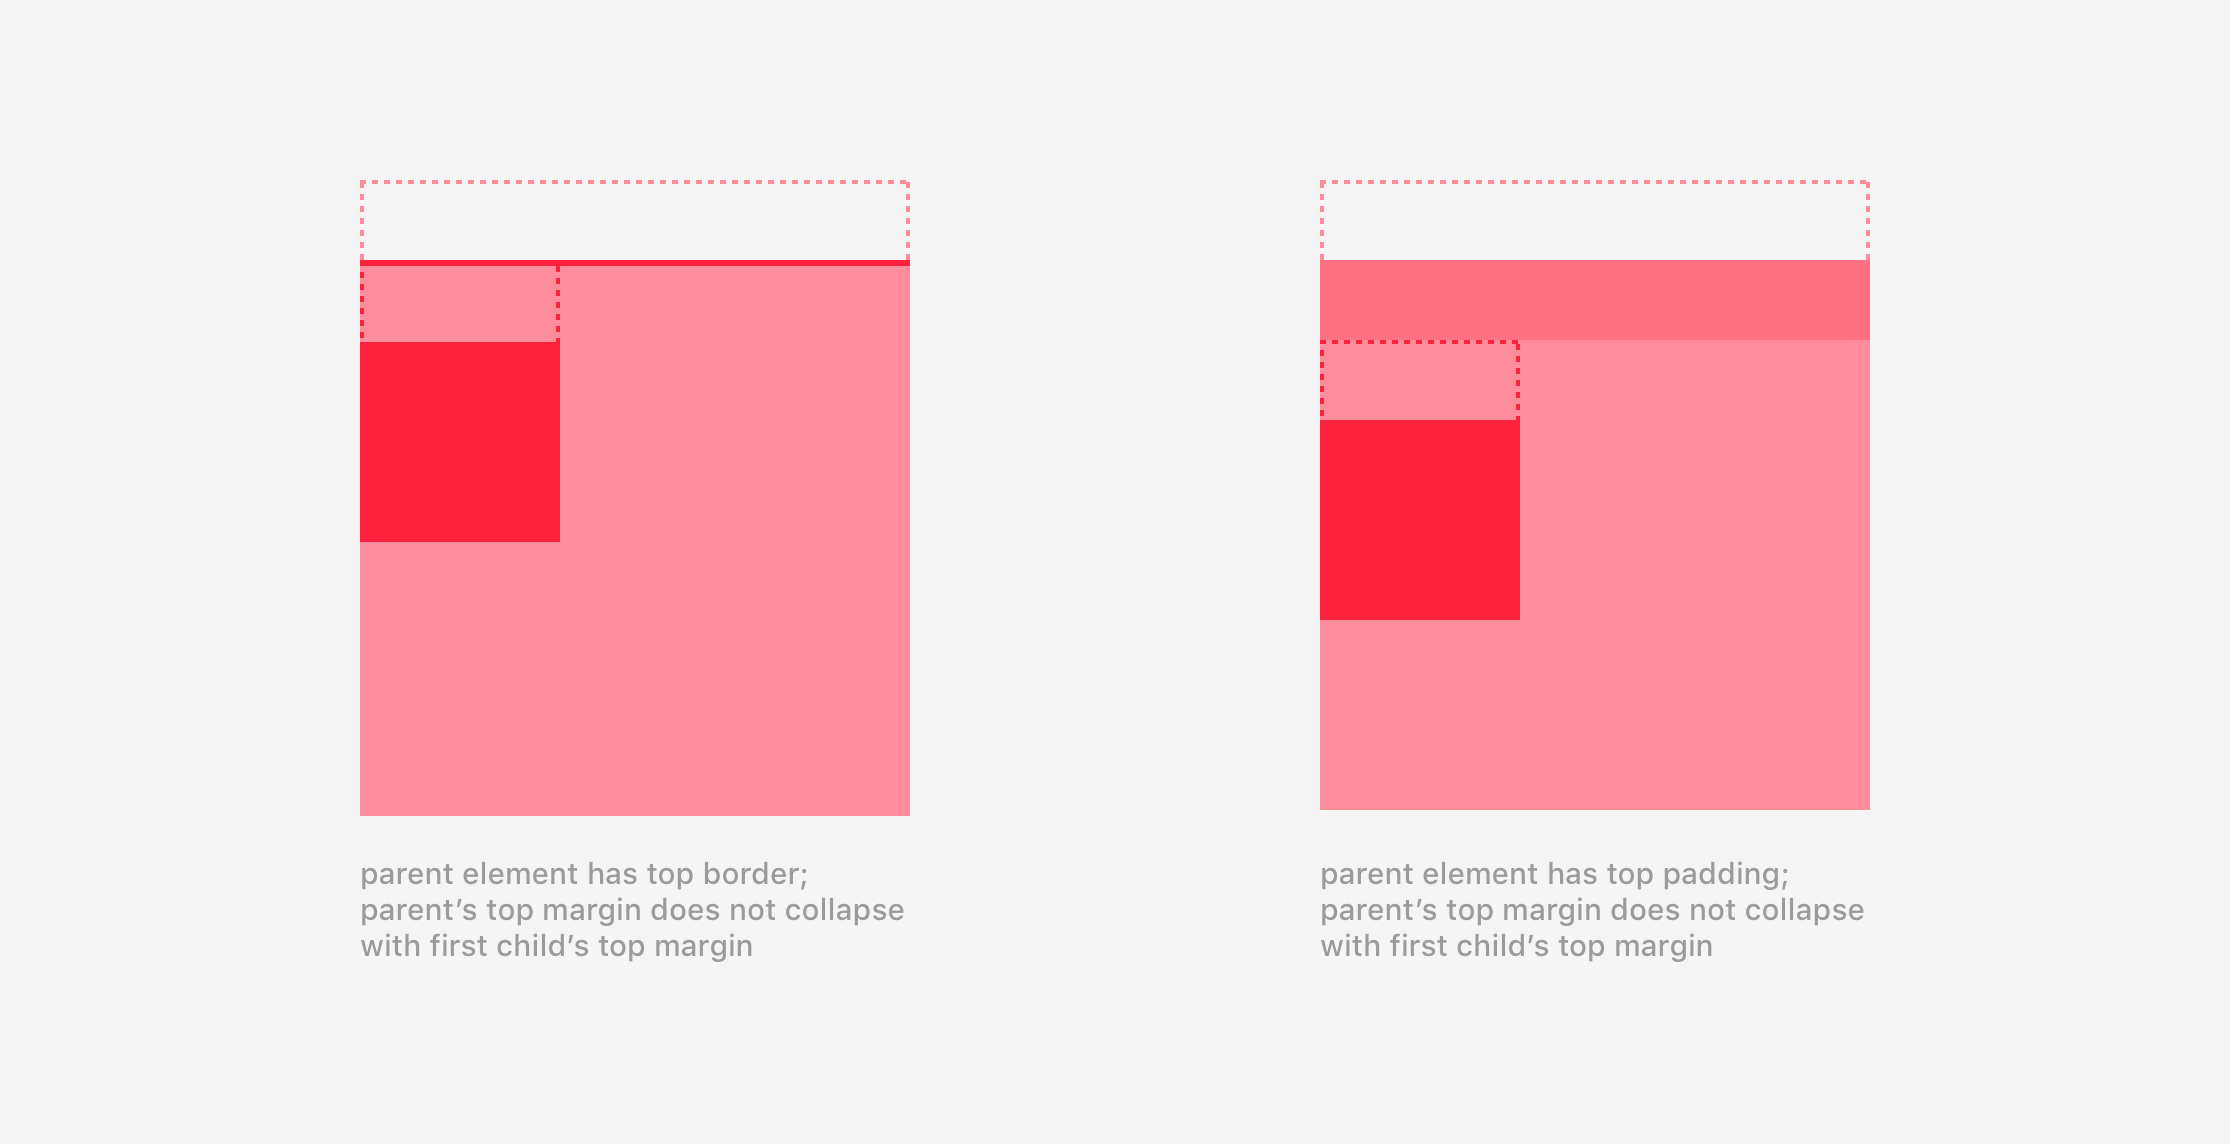 parent element has top border;
parent’s top margin does not collapse
with first child’s top margin
parent element has top padding;
parent’s top margin does not collapse
with first child’s top margin